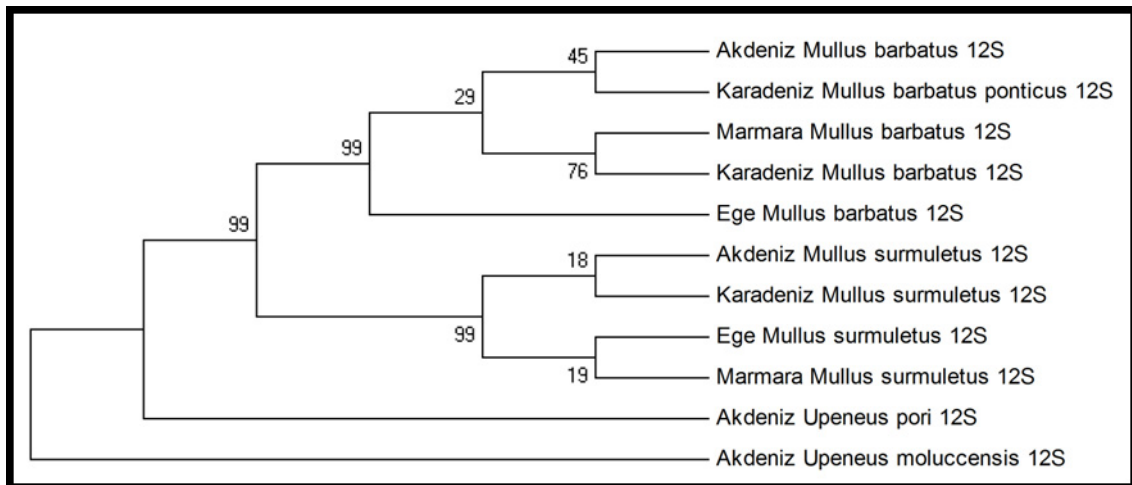 45
Akdeniz Mullus barbatus 12S
29
Karadeniz Mullus barbatus ponticus 12S
99
Marmara Mullus barbatus 12S
76
Karadeniz Mullus barbatus 12S
99
Ege Mullus barbatus 12S
18
Akdeniz Mullus surmuletus 12S
Karadeniz Mullus surmuletus 12S
99
Ege Mullus surmuletus 12S
19
Marmara Mullus surmuletus 12S
Akdeniz Upeneus pori 12S
Akdeniz Upeneus moluccensis 12S